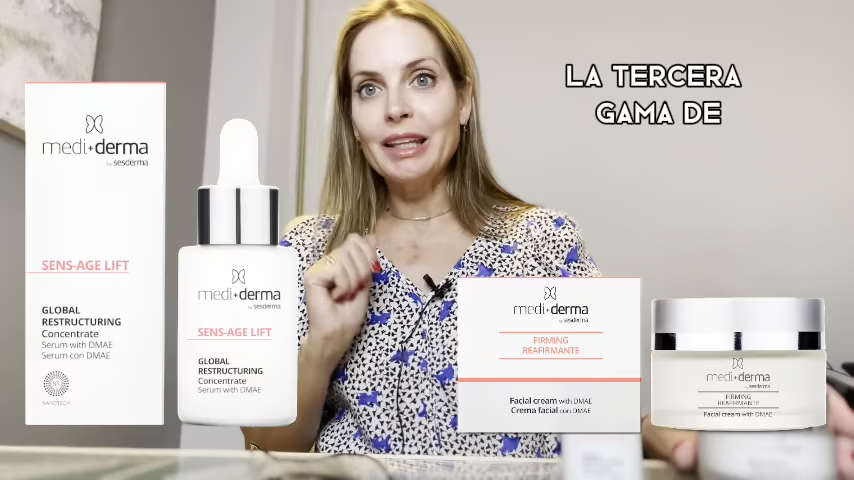 LA TERCERA
GAMA DE
medi+derma
by sesderma
SENS-AGE LIFT
GLOBAL
RESTRUCTURING
Concentrate
Serum with DMAE
Serum con DMAE
NANOTECH
medi+derma
by sesderma
SENS-AGE LIFT
GLOBAL
RESTRUCTURING
Concentrate
Serum with DMAE
medi+derma
by sesderma
FIRMING
REAFIRMANTE
Facial cream with DMAE
Crema facial con DMAE
medi+derma
by sesderma
FIRMING
REAFIRMANTE
Facial cream with DMAE